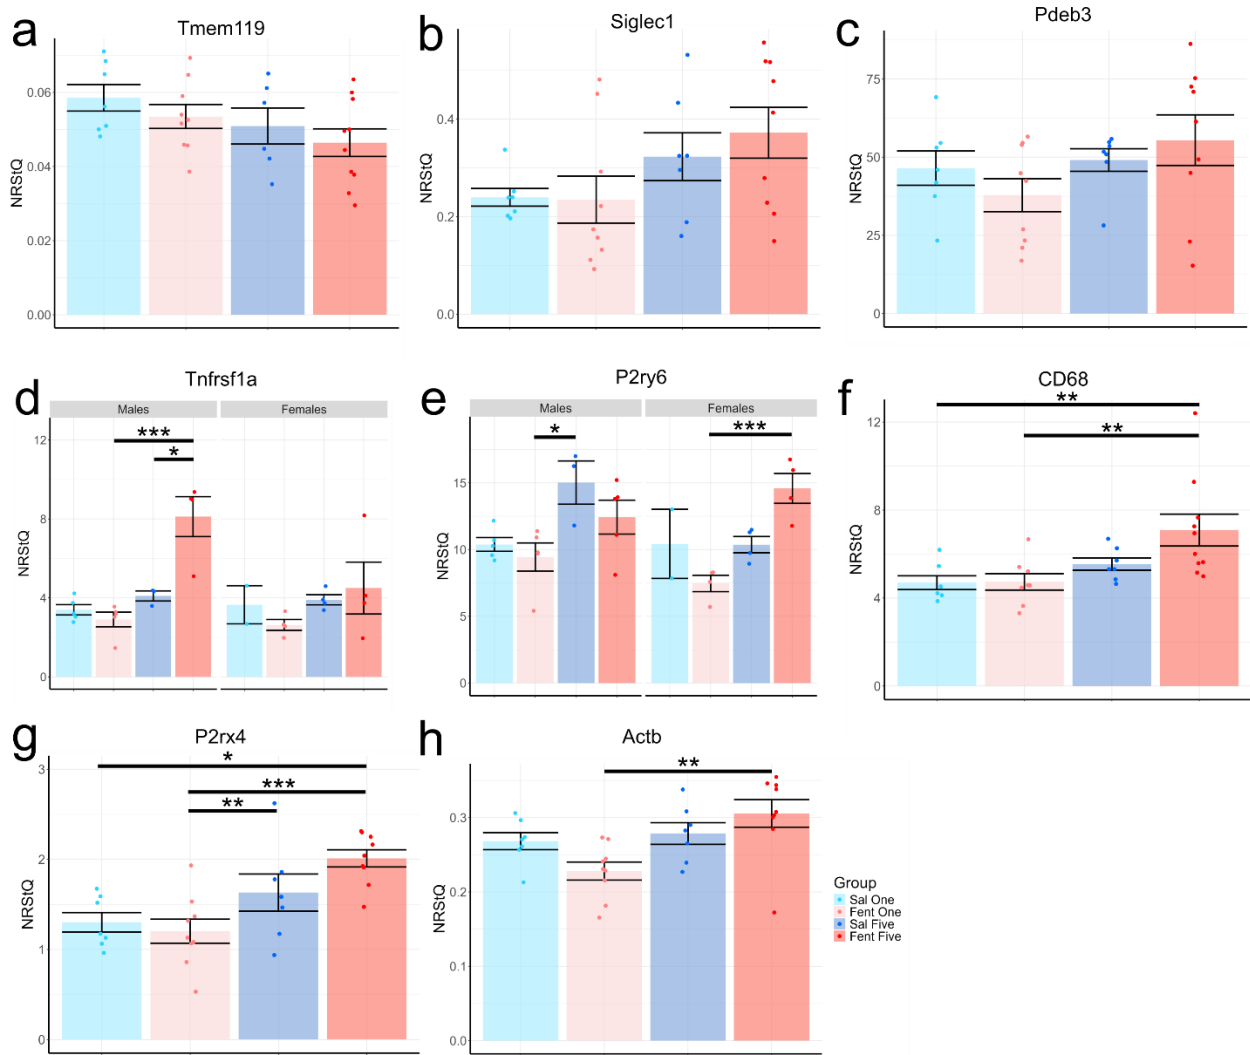 a
Tmem119
NRStQ
0.06
0.04
0.02
0.00
b
Siglec1
NRStQ
0.4
0.2
0.0
c
Pdeb3
NRStQ
75
50
25
0
d
Tnfrsf1a
Males
Females
NRStQ
12
8
4
0
***
*
e
P2ry6
Males
Females
NRStQ
15
10
5
0
*
***
f
CD68
NRStQ
12
8
4
0
**
**
g
P2rx4
NRStQ
3
2
1
0
*
***
**
h
Actb
NRStQ
0.3
0.2
0.1
0.0
**
Group
Sal One
Fent One
Sal Five
Fent Five